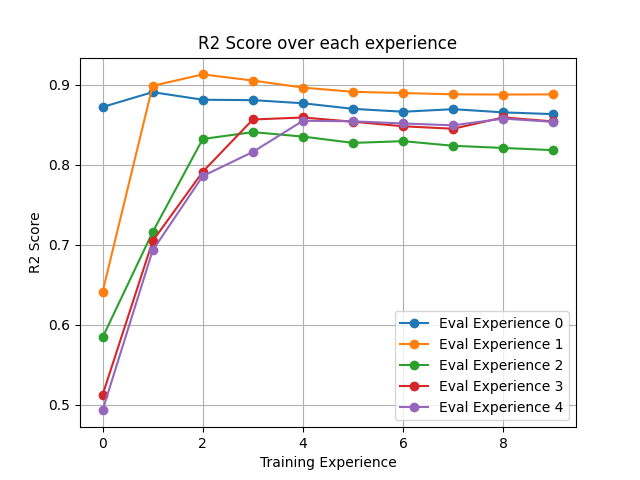 R2 Score over each experience
0.9
0.8
0.7
0.6
0.5
R2 Score
Eval Experience 0
Eval Experience 1
Eval Experience 2
Eval Experience 3
Eval Experience 4
0 2 4 6 8
Training Experience